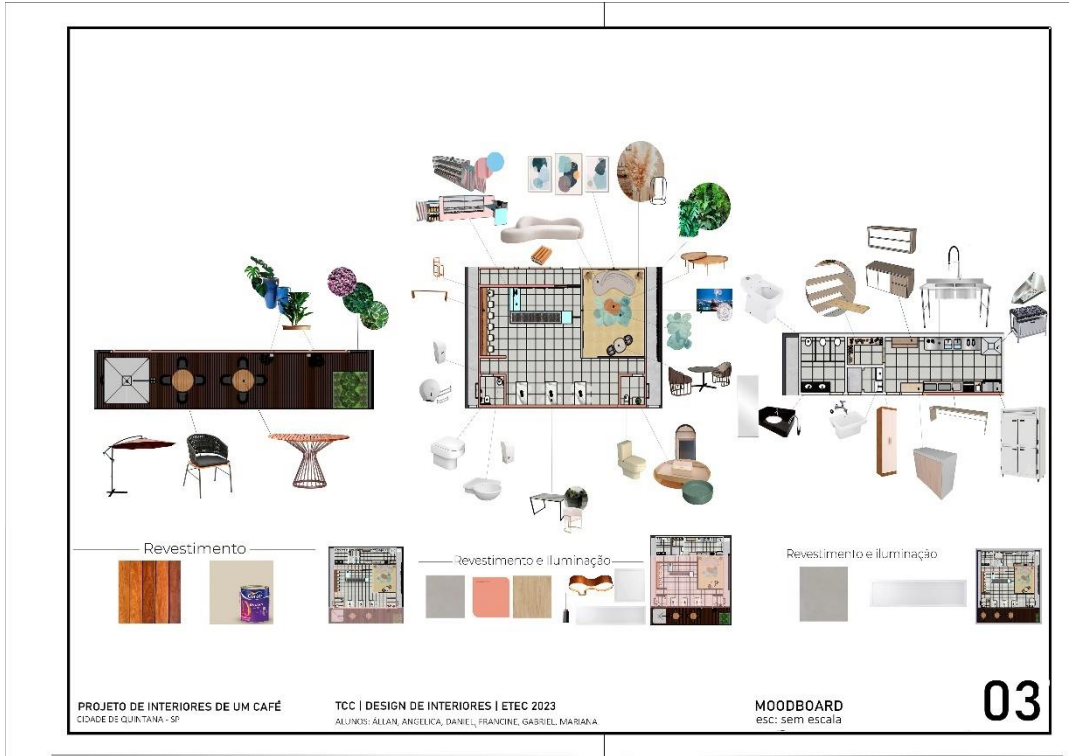 Revestimento
Revestimento e Iluminação
Revestimento e iluminação
PROJETO DE INTERIORES DE UM CAFÉ
CIDADE DE QUINTANA - SP
TCC | DESIGN DE INTERIORES | ETEC 2023
ALUNOS: ÁLLAN, ANGELICA, DANIEL, FRANCINE, GABRIEL, MARIANA.
MOODBOARD
esc: sem escala
03